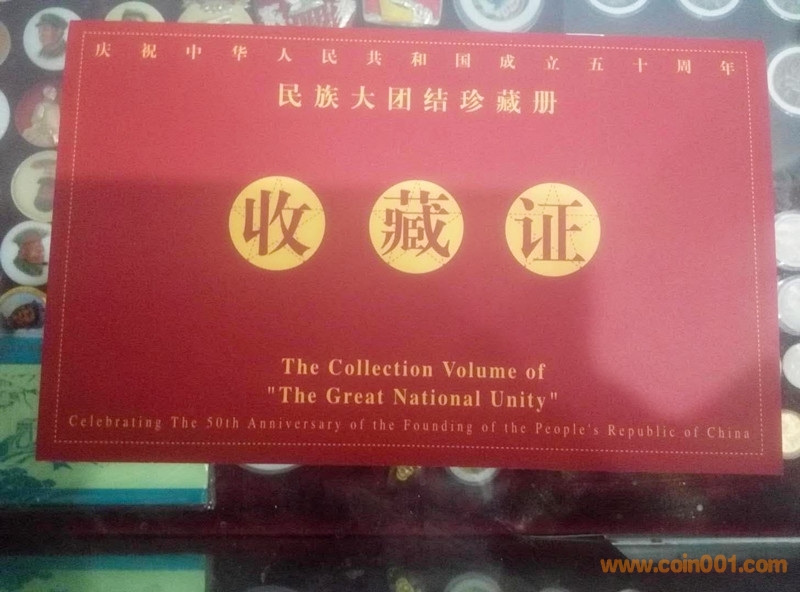 庆祝中华人民共和国成立五十周年
民族大团结珍藏册
收藏证
The Collection Volume of
"The Great National Unity"
Celebrating The 50th Anniversary of the Founding of the People's Republic of China
www.coin001.com